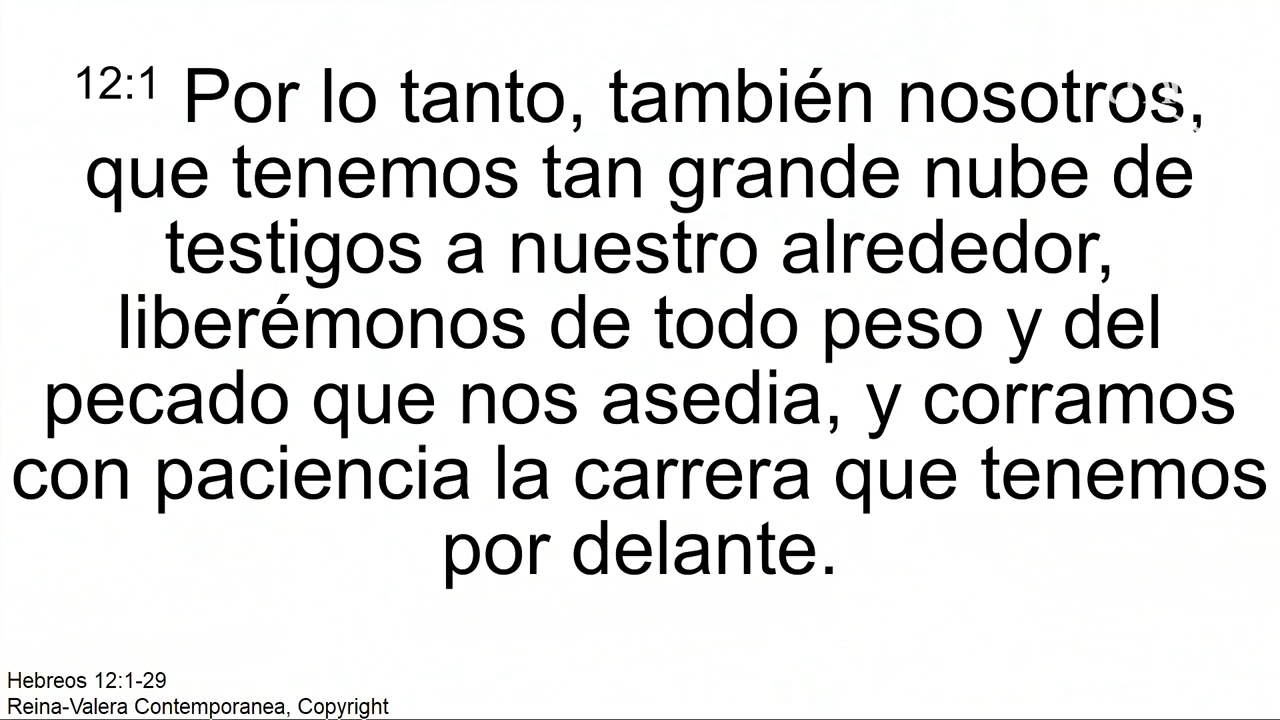 12:1 Por lo tanto, también nosotros,
que tenemos tan grande nube de
testigos a nuestro alrededor,
liberémonos de todo peso y del
pecado que nos asedia, y corramos
con paciencia la carrera que tenemos
por delante.
Hebreos 12:1-29
Reina-Valera Contemporanea, Copyright